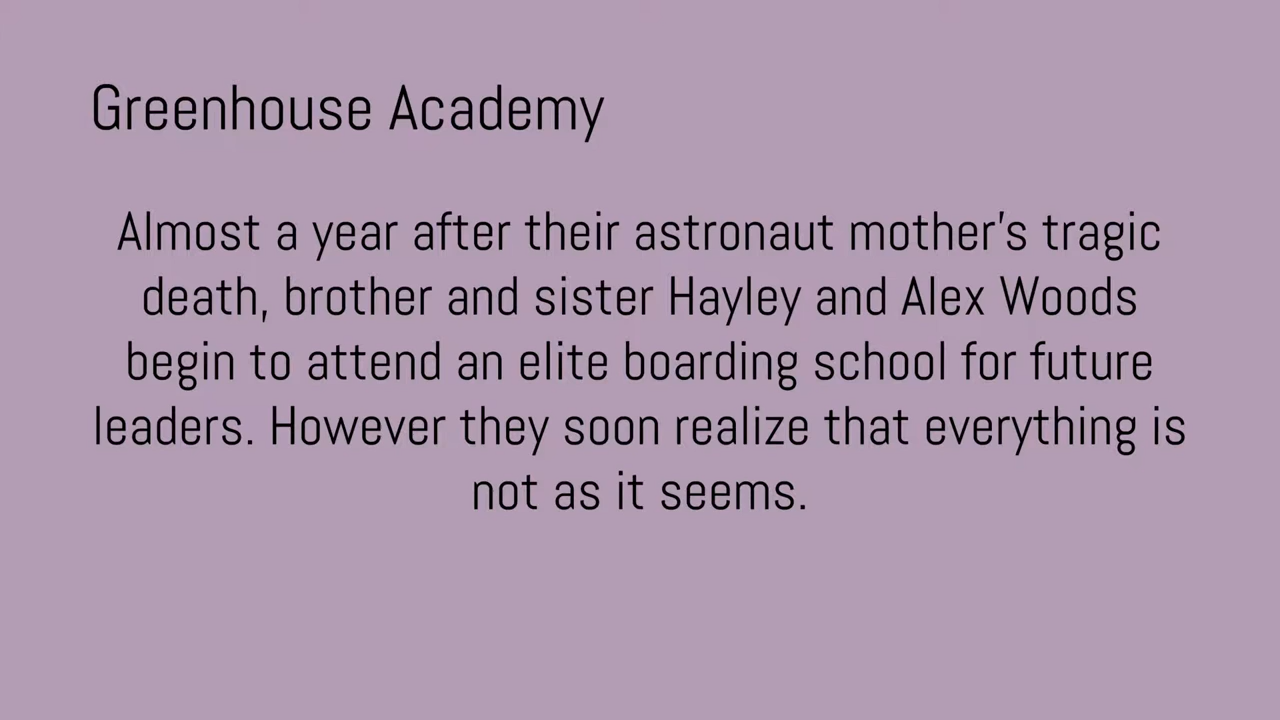 Greenhouse Academy
Almost a year after their astronaut mother's tragic
death, brother and sister Hayley and Alex Woods
begin to attend an elite boarding school for future
leaders. However they soon realize that everything is
not as it seems.